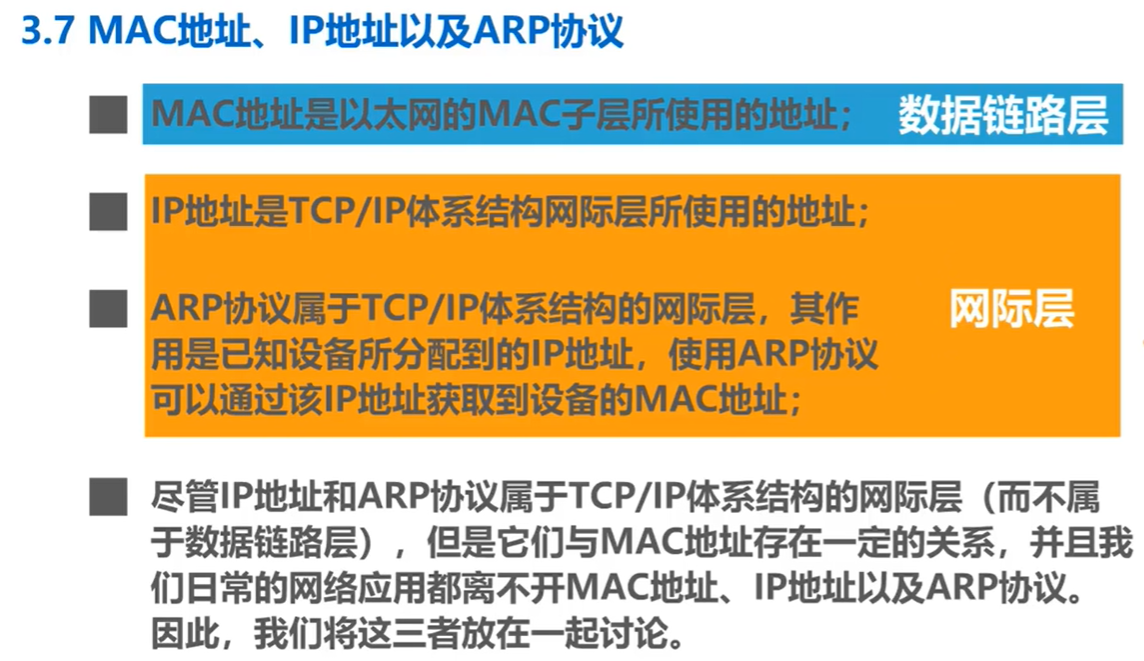 3.7 MAC地址、IP地址以及ARP协议
MAC地址是以太网的MAC子层所使用的地址； 数据链路层
IP地址是TCP/IP体系结构网际层所使用的地址；
ARP协议属于TCP/IP体系结构的网际层，其作
用是已知设备所分配到的IP地址，使用ARP协议
可以通过该IP地址获取到设备的MAC地址；
网际层
尽管IP地址和ARP协议属于TCP/IP体系结构的网际层（而不属
于数据链路层），但是它们与MAC地址存在一定的关系，并且我
们日常的网络应用都离不开MAC地址、IP地址以及ARP协议。
因此，我们将这三者放在一起讨论。